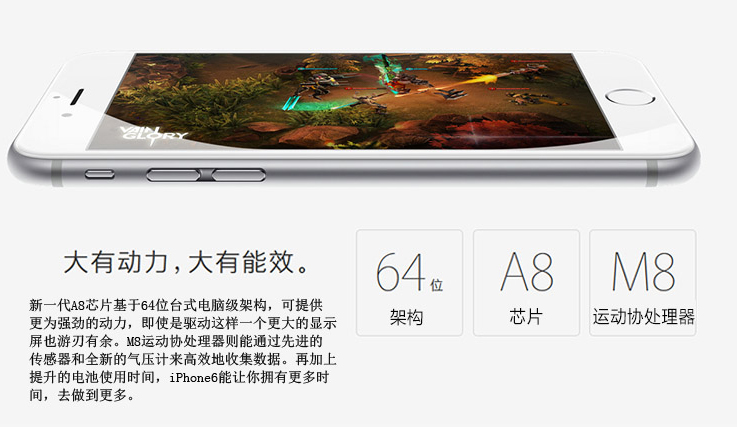 VAIN
GLORY
大有动力，大有能效。
新一代A8芯片基于64位台式电脑级架构，可提供
更为强劲的动力，即使是驱动这样一个更大的显示
屏也游刃有余。M8运动协处理器则能通过先进的
传感器和全新的气压计来高效地收集数据。再加上
提升的电池使用时间，iPhone6能让你拥有更多时
间，去做到更多。
64位
架构
A8
芯片
M8
运动协处理器